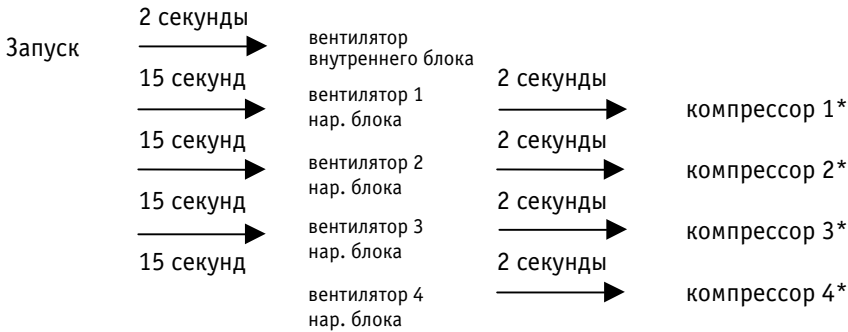 2 секунды
Запуск
вентилятор
внутреннего блока
15 секунд
2 секунды
вентилятор 1
нар. блока
компрессор 1*
15 секунд
2 секунды
вентилятор 2
нар. блока
компрессор 2*
15 секунд
2 секунды
вентилятор 3
нар. блока
компрессор 3*
15 секунд
2 секунды
вентилятор 4
нар. блока
компрессор 4*